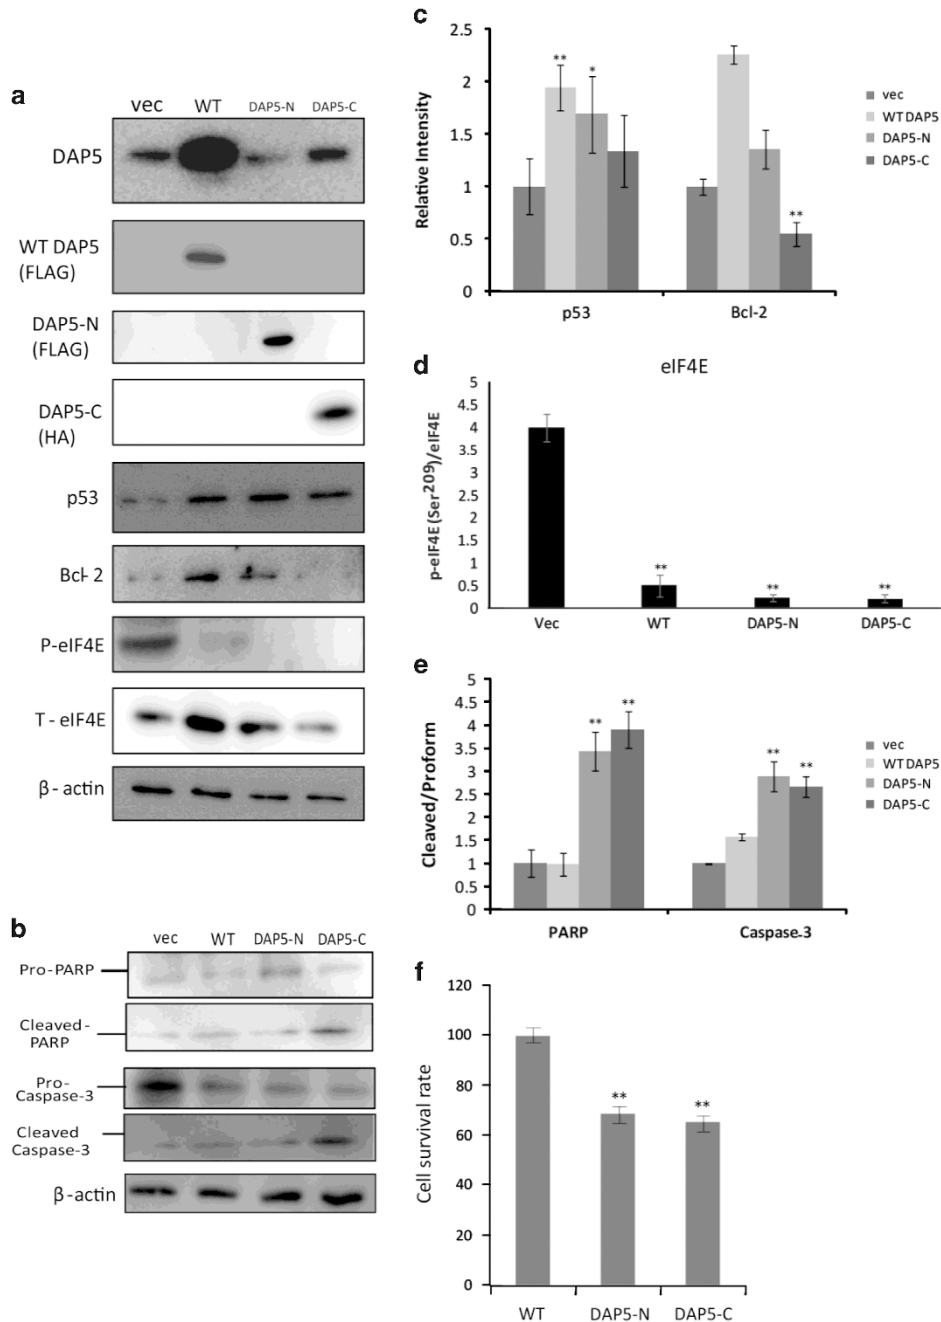 a
vec WT DAP5-N DAP5-C
DAP5
WT DAP5
(FLAG)
DAP5-N
(FLAG)
DAP5-C
(HA)
p53
Bcl-2
P-eIF4E
T - eIF4E
β- actin
b
vec WT DAP5-N DAP5-C
Pro-PARP
Cleaved-
PARP
Pro-
Caspase-3
Cleaved
Caspase-3
β-actin
c
Relative Intensity
2.5
2
1.5
1
0.5
0
** * **
p53 Bcl-2
vec
WT DAP5
DAP5-N
DAP5-C
d
eIF4E
p-eIF4E(Ser209)/eIF4E
5
4.5
4
3.5
3
2.5
2
1.5
1
0.5
0
** ** **
Vec WT DAP5-N DAP5-C
e
Cleaved/Proform
5
4.5
4
3.5
3
2.5
2
1.5
1
0.5
0
** ** ** **
PARP Caspase-3
vec
WT DAP5
DAP5-N
DAP5-C
f
Cell survival rate
120
100
80
60
40
20
0
** **
WT DAP5-N DAP5-C